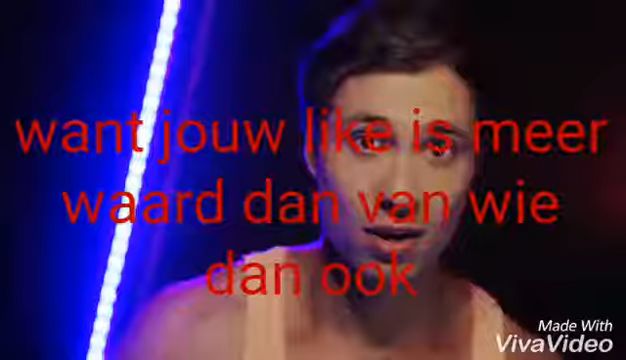 want jouw like is meer
waard dan van wie
dan ook
Made With
VivaVideo